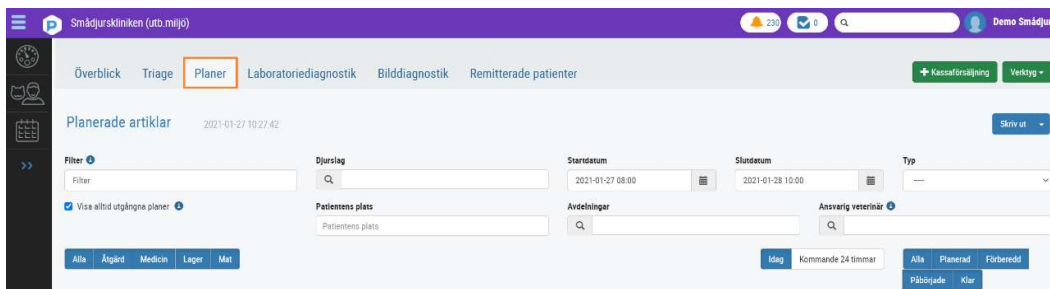 Smådjurskliniken (utb.miljö) 230 0 Demo Smådjur
Överblick Triage Planer Laboratoriediagnostik Bilddiagnostik Remitterade patienter + Kassaförsäljning Verktyg
Planerade artiklar 2021-01-27 10:27:42 Skriv ut
Filter Djurslag Startdatum Slutdatum Typ
Filter 2021-01-27 08:00 2021-01-28 10:00 ----
Visa alltid utgångna planer Patientens plats Avdelningar Ansvarig veterinär
Patientens plats
Alla Åtgärd Medicin Lager Mat Idag Kommande 24 timmar Alla Planerad Förberedd
Påbörjade Klar